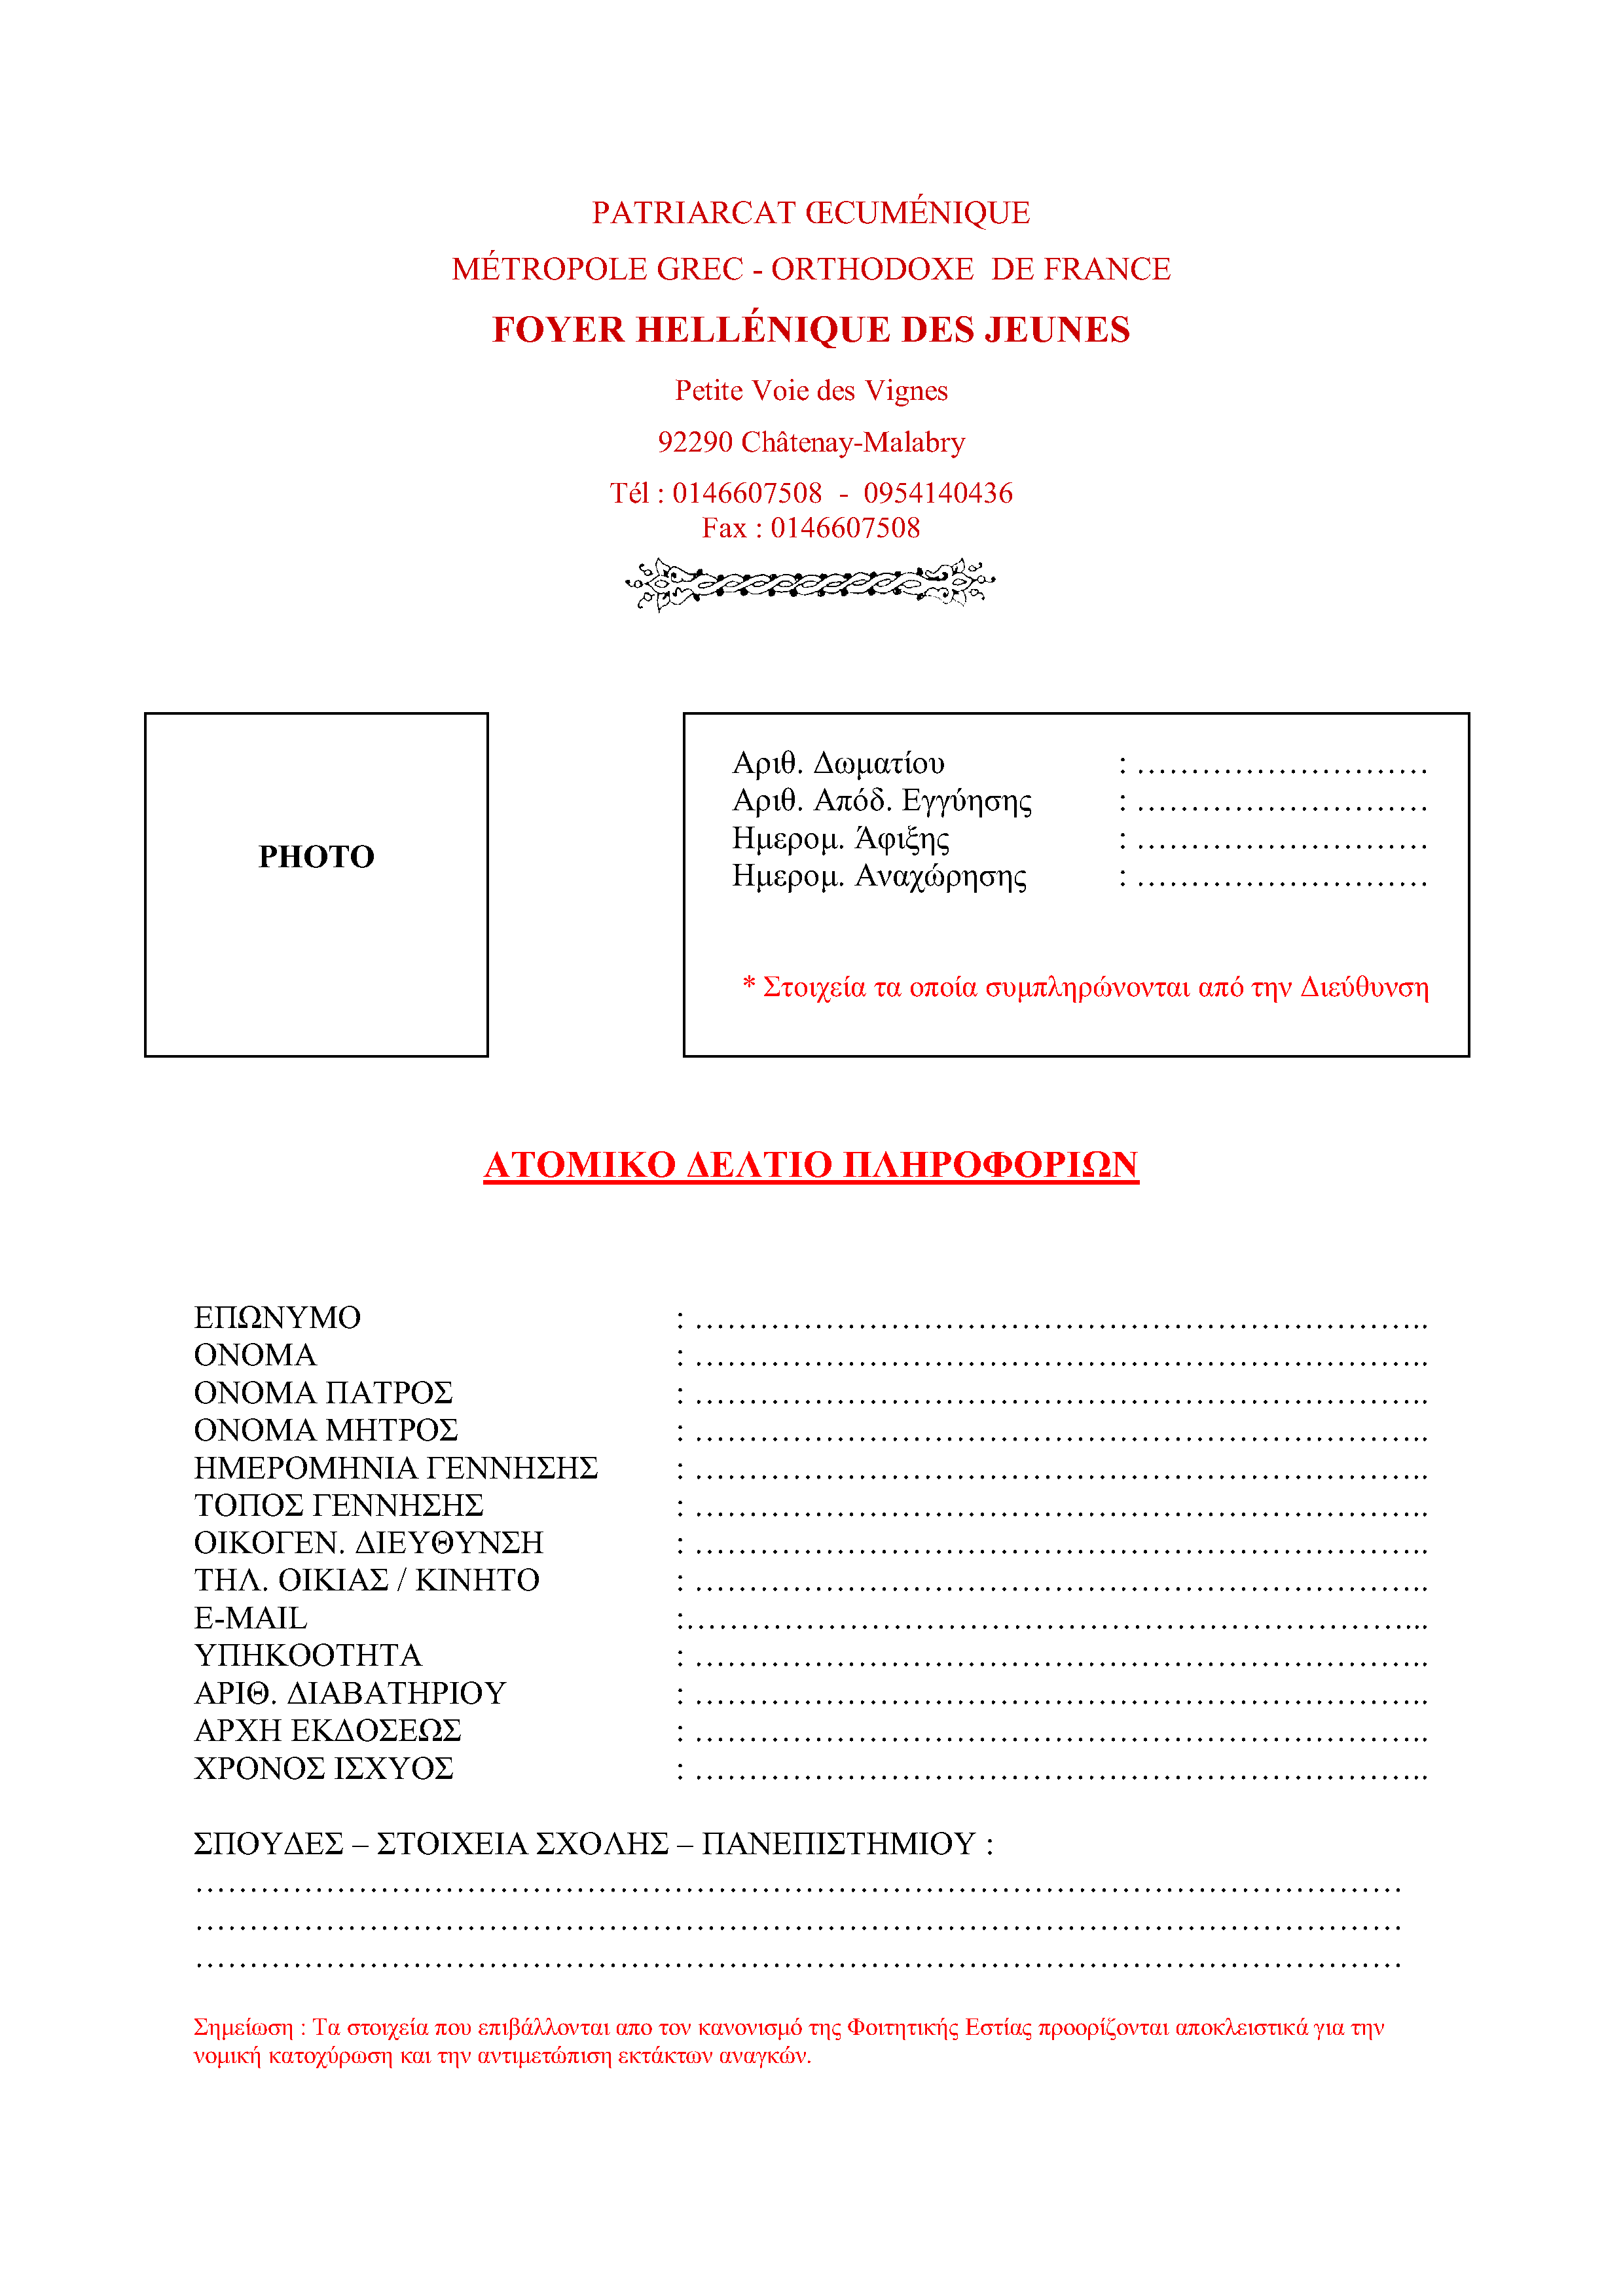 PATRIARCAT ŒCUMÉNIQUE
MÉTROPOLE GREC - ORTHODOXE DE FRANCE
FOYER HELLÉNIQUE DES JEUNES
Petite Voie des Vignes
92290 Châtenay-Malabry
Tél : 0146607508 - 0954140436
Fax : 0146607508
PHOTO
Αριθ. Δωματίου : ………………………
Αριθ. Απόδ. Εγγύησης : ………………………
Ημερομ. Άφιξης : ………………………
Ημερομ. Αναχώρησης : ………………………
* Στοιχεία τα οποία συμπληρώνονται από την Διεύθυνση
ΑΤΟΜΙΚΟ ΔΕΛΤΙΟ ΠΛΗΡΟΦΟΡΙΩΝ
ΕΠΩΝΥΜΟ : …………………………………………………………..
ΟΝΟΜΑ : …………………………………………………………..
ΟΝΟΜΑ ΠΑΤΡΟΣ : …………………………………………………………..
ΟΝΟΜΑ ΜΗΤΡΟΣ : …………………………………………………………..
ΗΜΕΡΟΜΗΝΙΑ ΓΕΝΝΗΣΗΣ : …………………………………………………………..
ΤΟΠΟΣ ΓΕΝΝΗΣΗΣ : …………………………………………………………..
ΟΙΚΟΓΕΝ. ΔΙΕΥΘΥΝΣΗ : …………………………………………………………..
ΤΗΛ. ΟΙΚΙΑΣ / ΚΙΝΗΤΟ : …………………………………………………………..
E-MAIL :…………………………………………………………...
ΥΠΗΚΟΟΤΗΤΑ : …………………………………………………………..
ΑΡΙΘ. ΔΙΑΒΑΤΗΡΙΟΥ : …………………………………………………………..
ΑΡΧΗ ΕΚΔΟΣΕΩΣ : …………………………………………………………..
ΧΡΟΝΟΣ ΙΣΧΥΟΣ : …………………………………………………………..
ΣΠΟΥΔΕΣ – ΣΤΟΙΧΕΙΑ ΣΧΟΛΗΣ – ΠΑΝΕΠΙΣΤΗΜΙΟΥ :
…………………………………………………………………………………………………
…………………………………………………………………………………………………
…………………………………………………………………………………………………
Σημείωση : Τα στοιχεία που επιβάλλονται απο τον κανονισμό της Φοιτητικής Εστίας προορίζονται αποκλειστικά για την
νομική κατοχύρωση και την αντιμετώπιση εκτάκτων αναγκών.